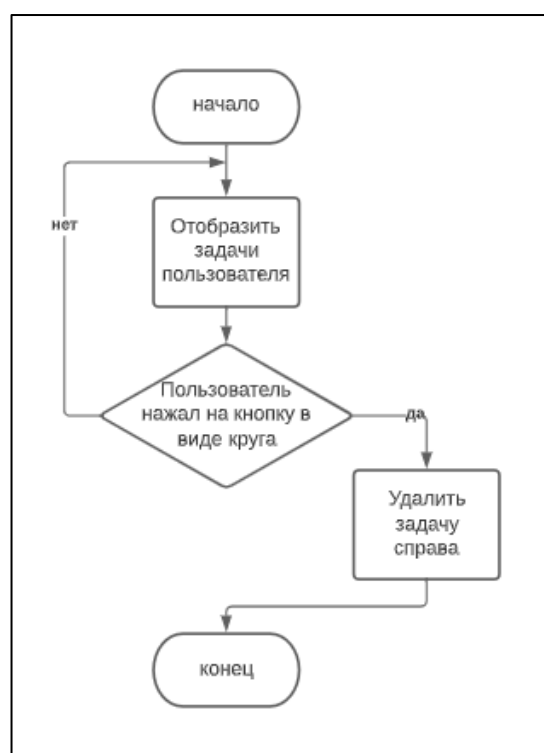 начало
нет
Отобразить
задачи
пользователя
Пользователь
нажал на кнопку в
виде круга
да
Удалить
задачу
справа
конец